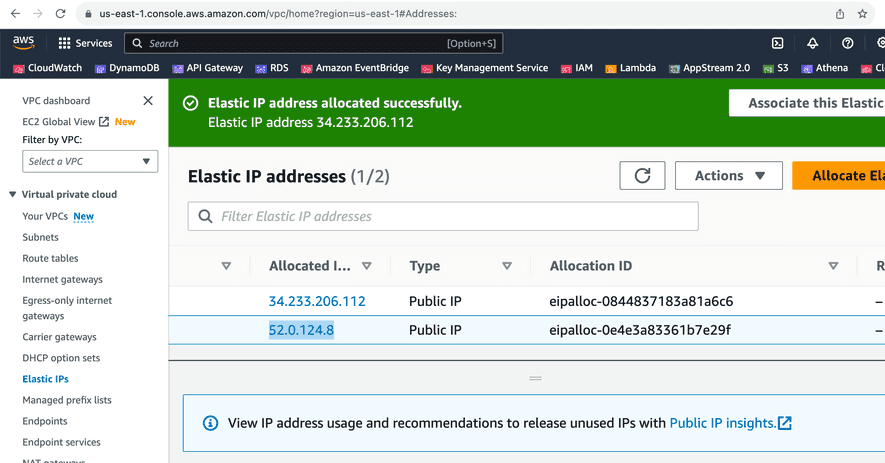 us-east-1.console.aws.amazon.com/vpc/home?region=us-east-1#Addresses:
aws Services Search [Option+S]
CloudWatch DynamoDB API Gateway RDS Amazon EventBridge Key Management Service IAM Lambda AppStream 2.0 S3 Athena Cl
VPC dashboard
EC2 Global View New
Filter by VPC:
Select a VPC
Virtual private cloud
Your VPCs New
Subnets
Route tables
Internet gateways
Egress-only internet
gateways
Carrier gateways
DHCP option sets
Elastic IPs
Managed prefix lists
Endpoints
Endpoint services
NAT gateways
Elastic IP address allocated successfully.
Elastic IP address 34.233.206.112
Associate this Elastic
Elastic IP addresses (1/2)
Actions
Allocate Ela
Filter Elastic IP addresses
Allocated I... Type Allocation ID R
34.233.206.112 Public IP eipalloc-0844837183a81a6c6 –
52.0.124.8 Public IP eipalloc-0e4e3a83361b7e29f –
View IP address usage and recommendations to release unused IPs with Public IP insights.